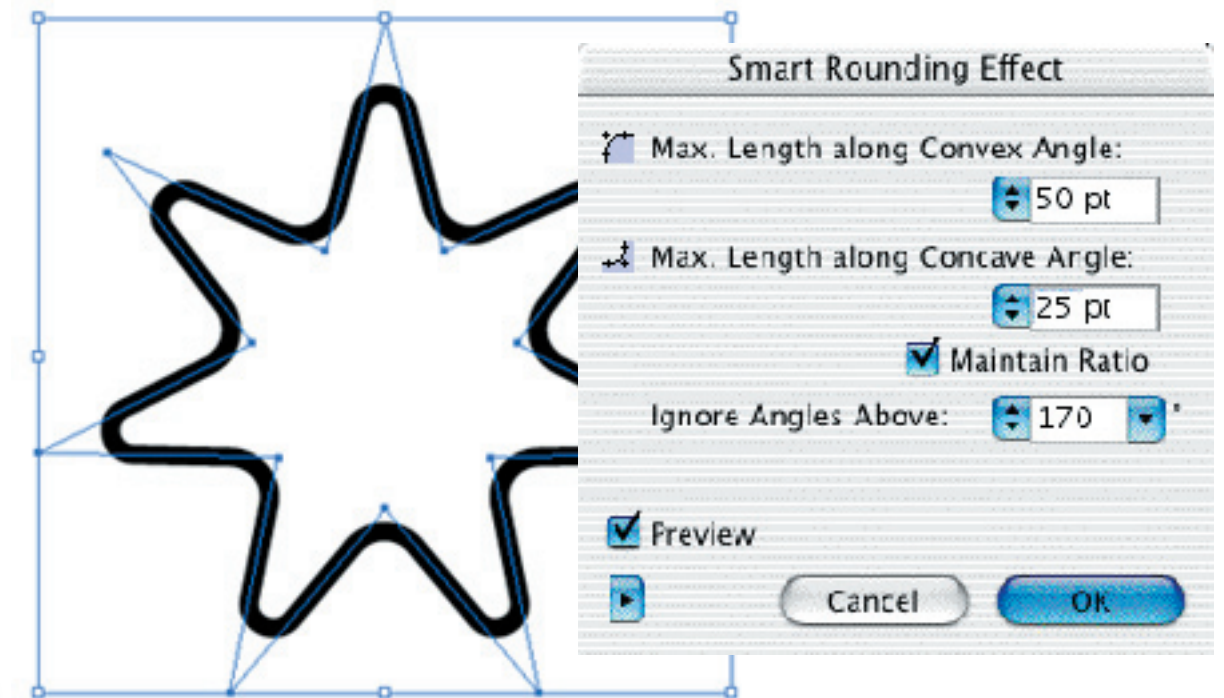 Smart Rounding Effect
Max. Length along Convex Angle:
50 pt
Max. Length along Concave Angle:
25 pt
Maintain Ratio
Ignore Angles Above: 170 °
Preview
Cancel OK